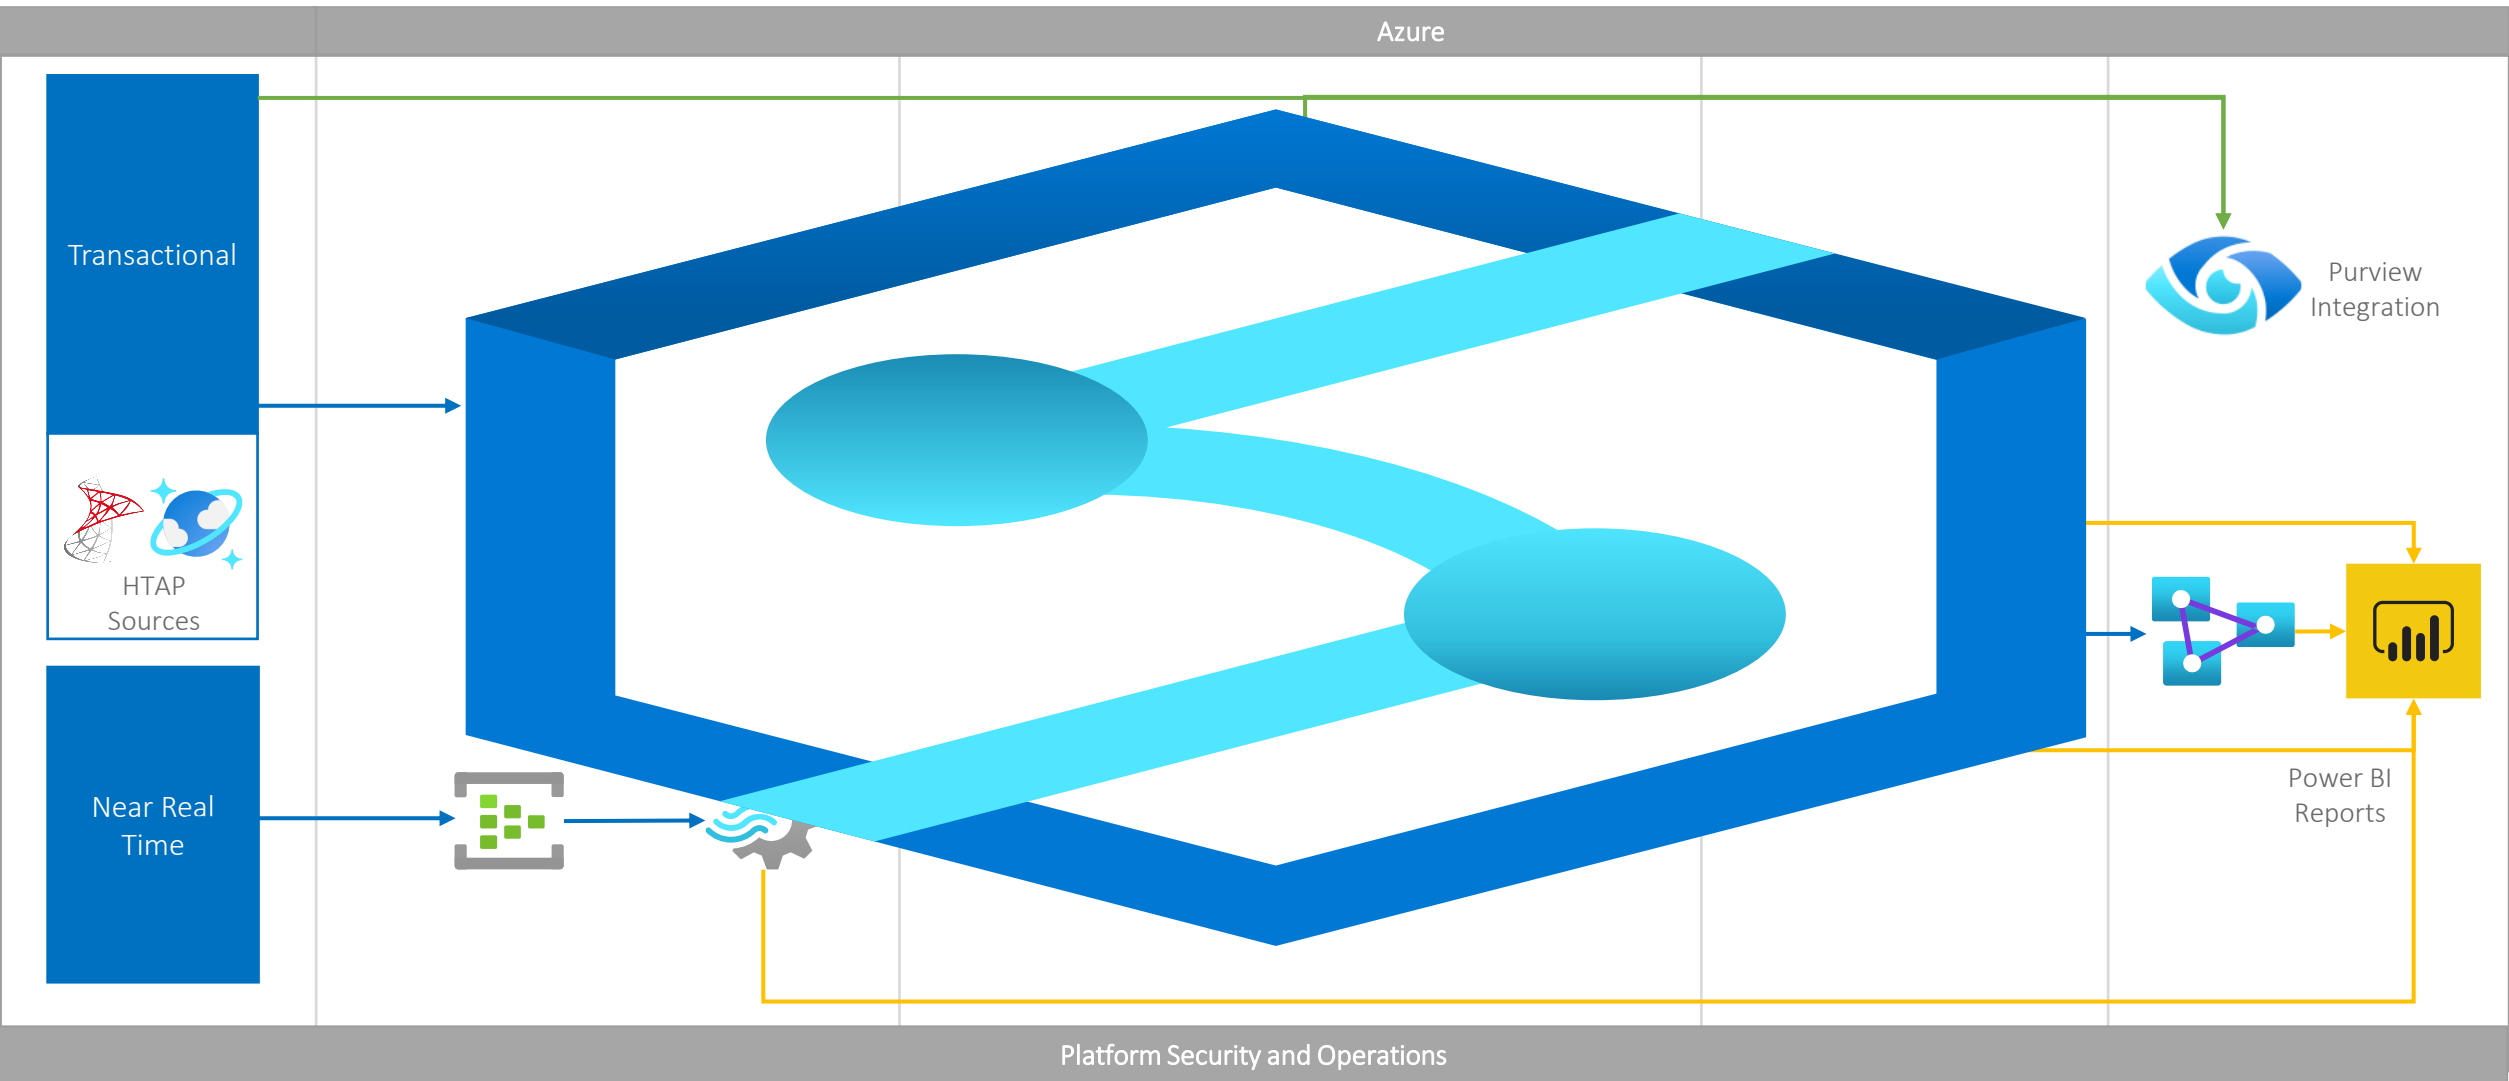 Azure
Transactional
Purview
Integration
HTAP
Sources
Near Real
Time
Power BI
Reports
Platform Security and Operations